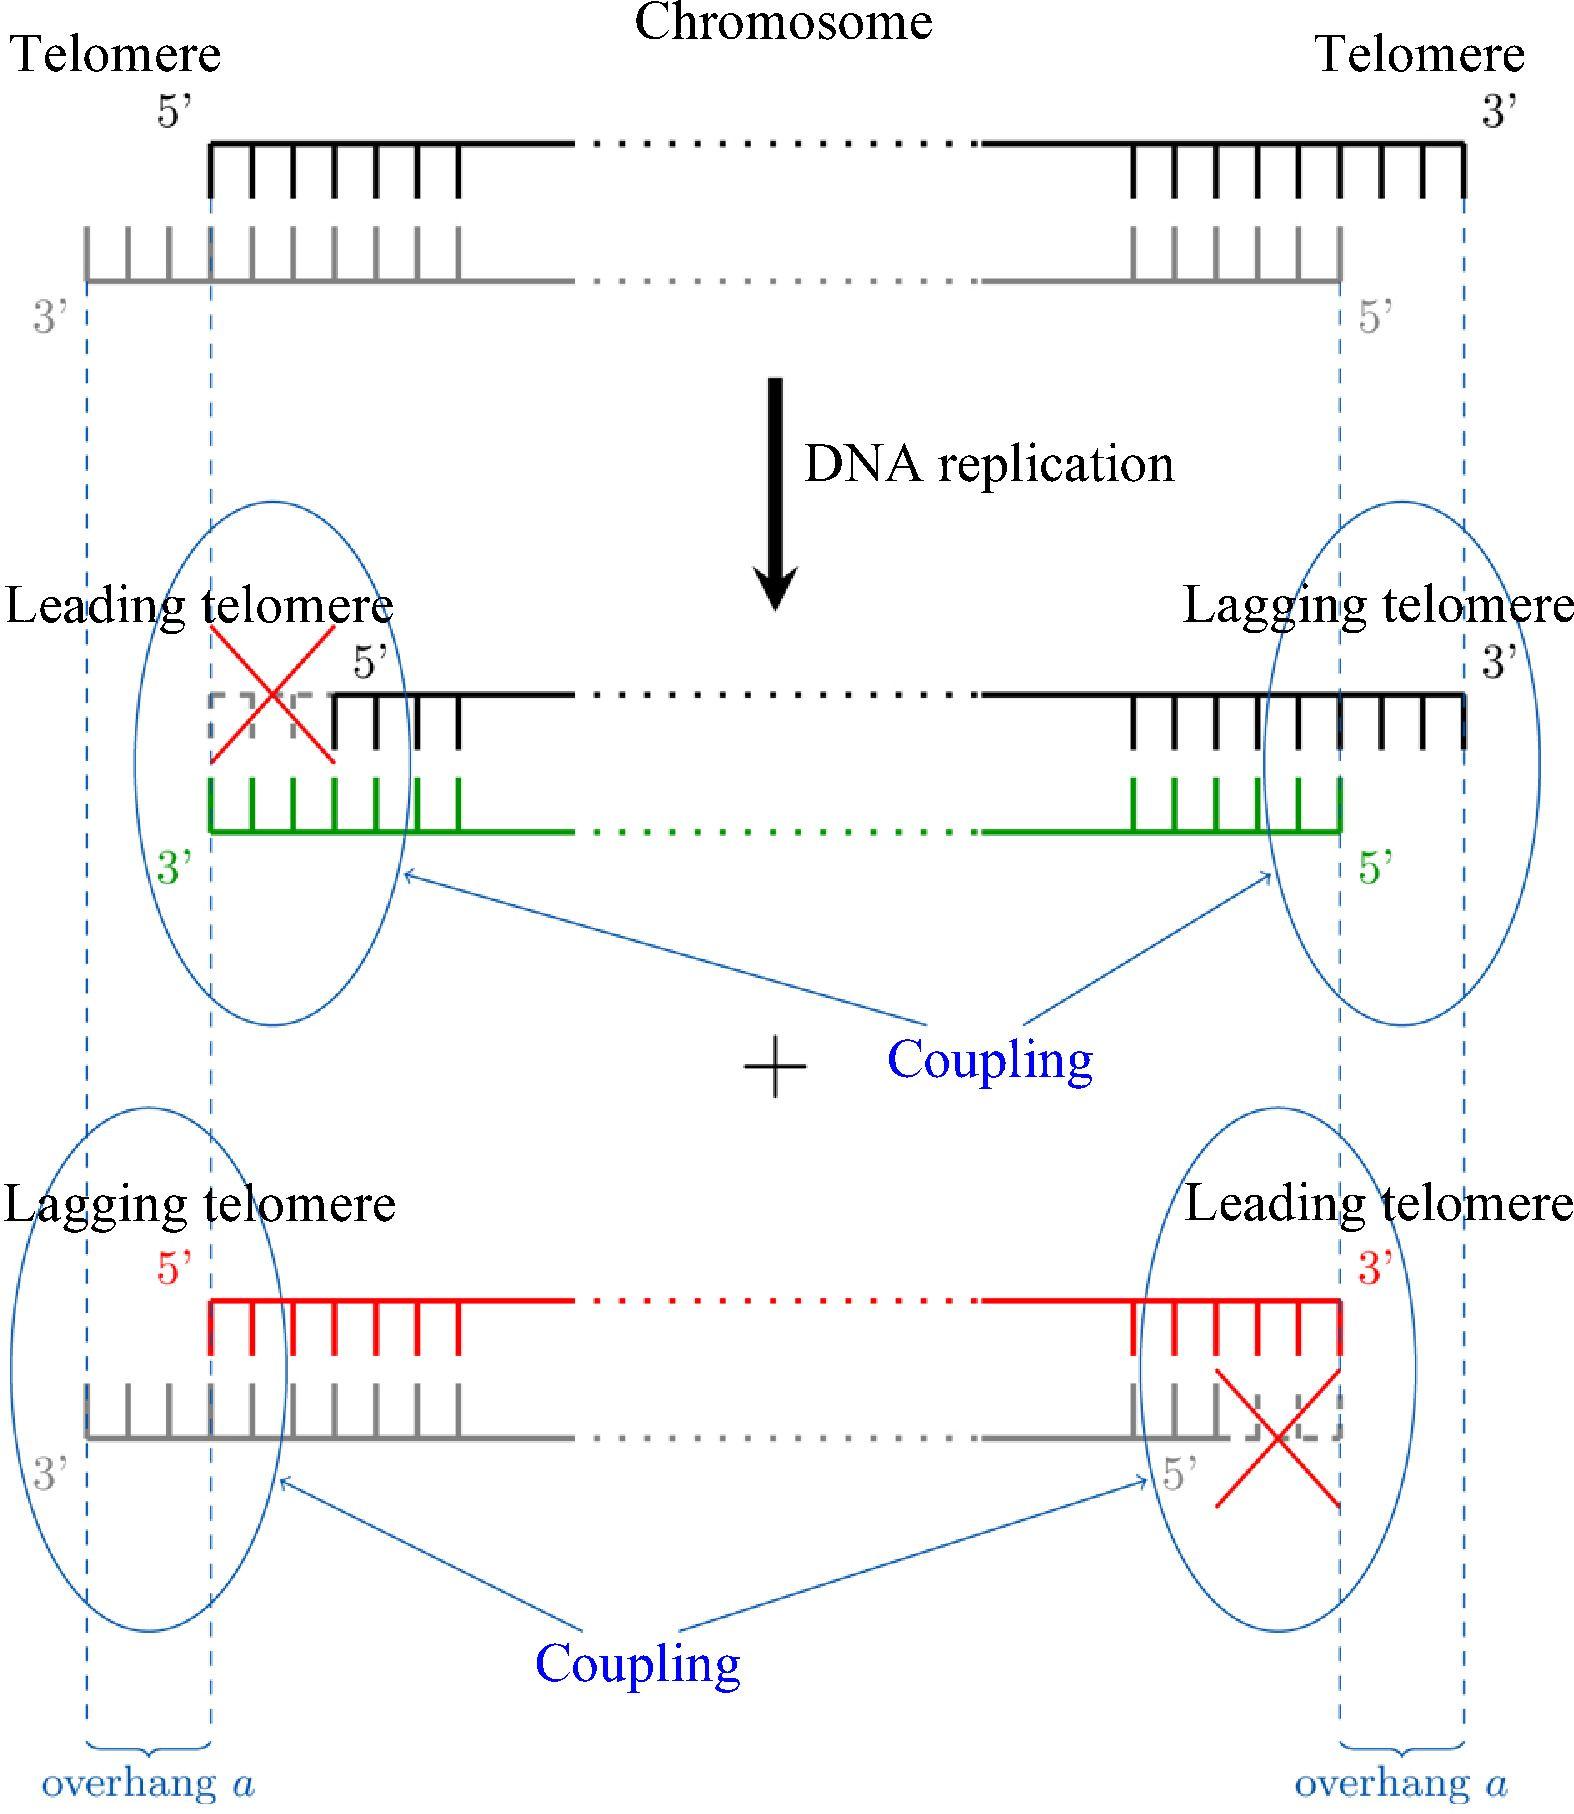 Chromosome
Telomere
Telomere
5’
3’
3’
5’
DNA replication
Leading telomere
Lagging telomere
5’
3’
3’
5’
Coupling
Lagging telomere
Leading telomere
5’
3’
3’
5’
Coupling
overhang a
overhang a